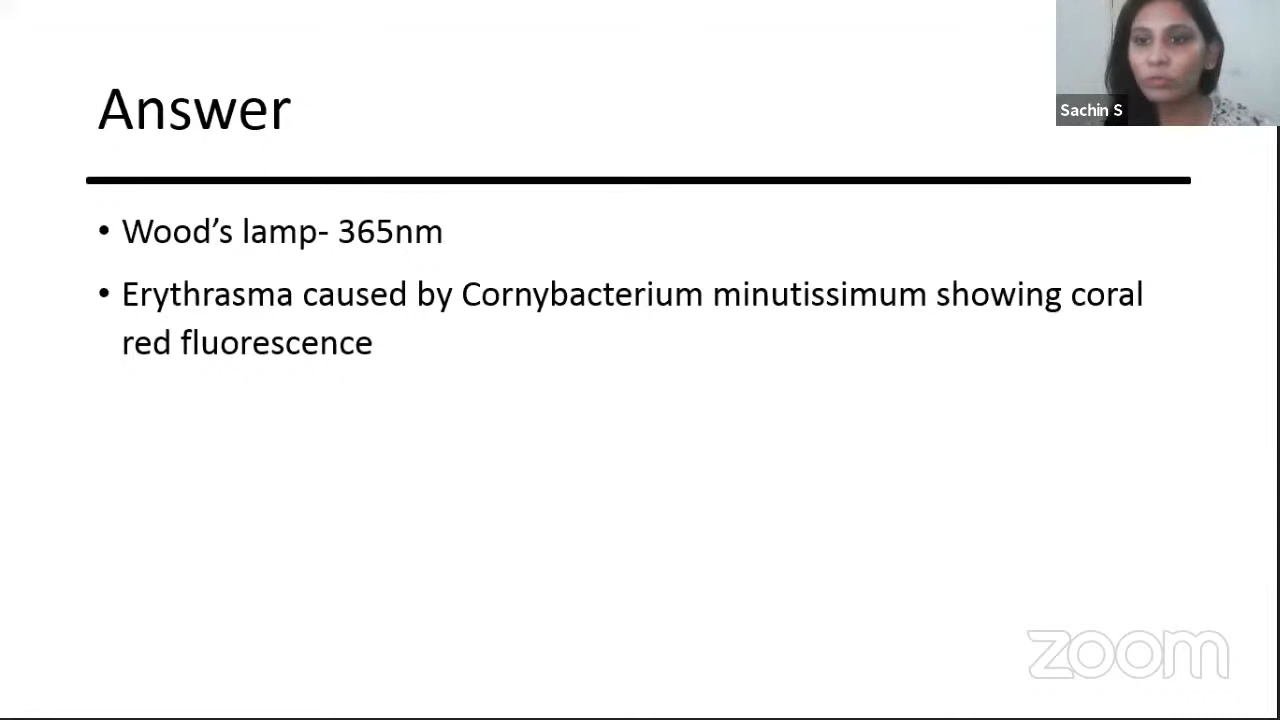 Sachin S
Answer
• Wood’s lamp- 365nm
• Erythrasma caused by Cornybacterium minutissimum showing coral
red fluorescence
zoom